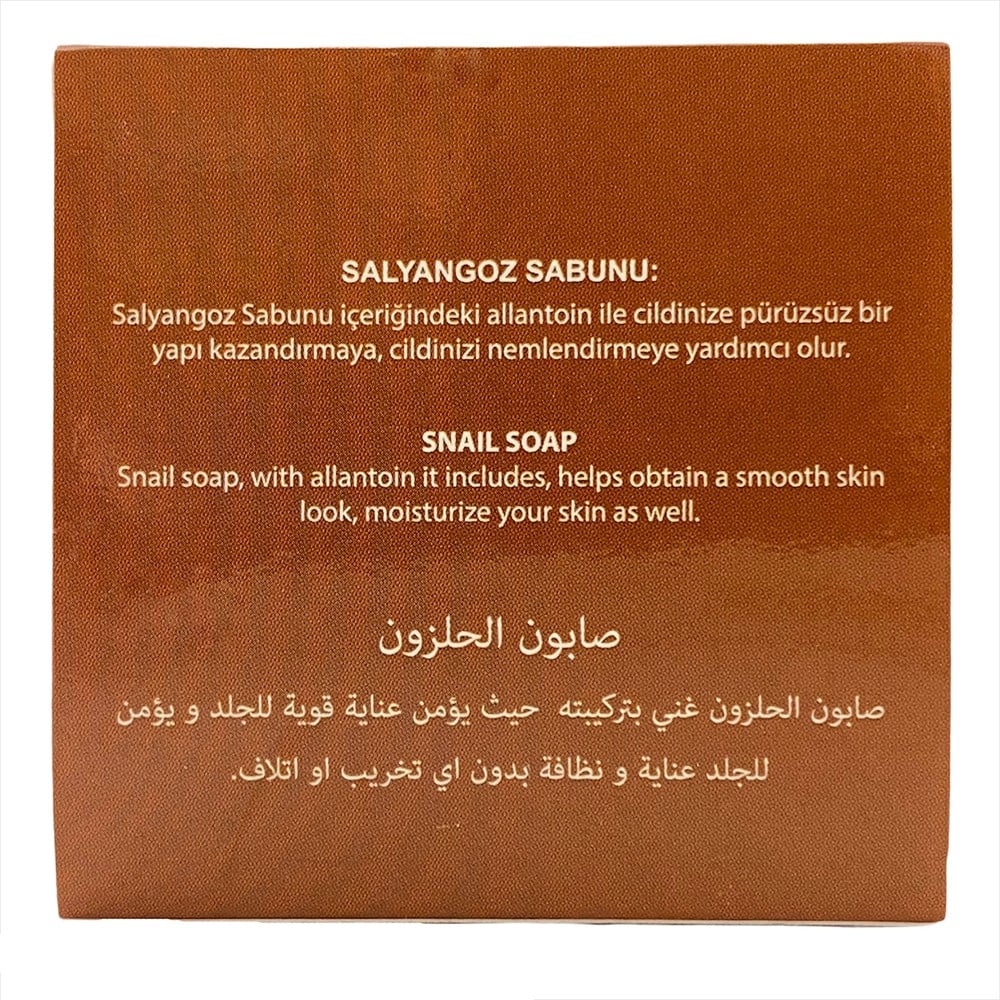 SALYANGOZ SABUNU:
Salyangoz Sabunu içeriğindeki allantoin ile cildinize pürüzsüz bir
yapı kazandırmaya, cildinizi nemlendirmeye yardımcı olur.
SNAIL SOAP
Snail soap, with allantoin it includes, helps obtain a smooth skin
look, moisturize your skin as well.
صابون الحلزون
صابون الحلزون غني بتركيبته حيث يؤمن عناية قوية للجلد و يؤمن
للجلد عناية و نظافة بدون اي تخريب او اتلاف.